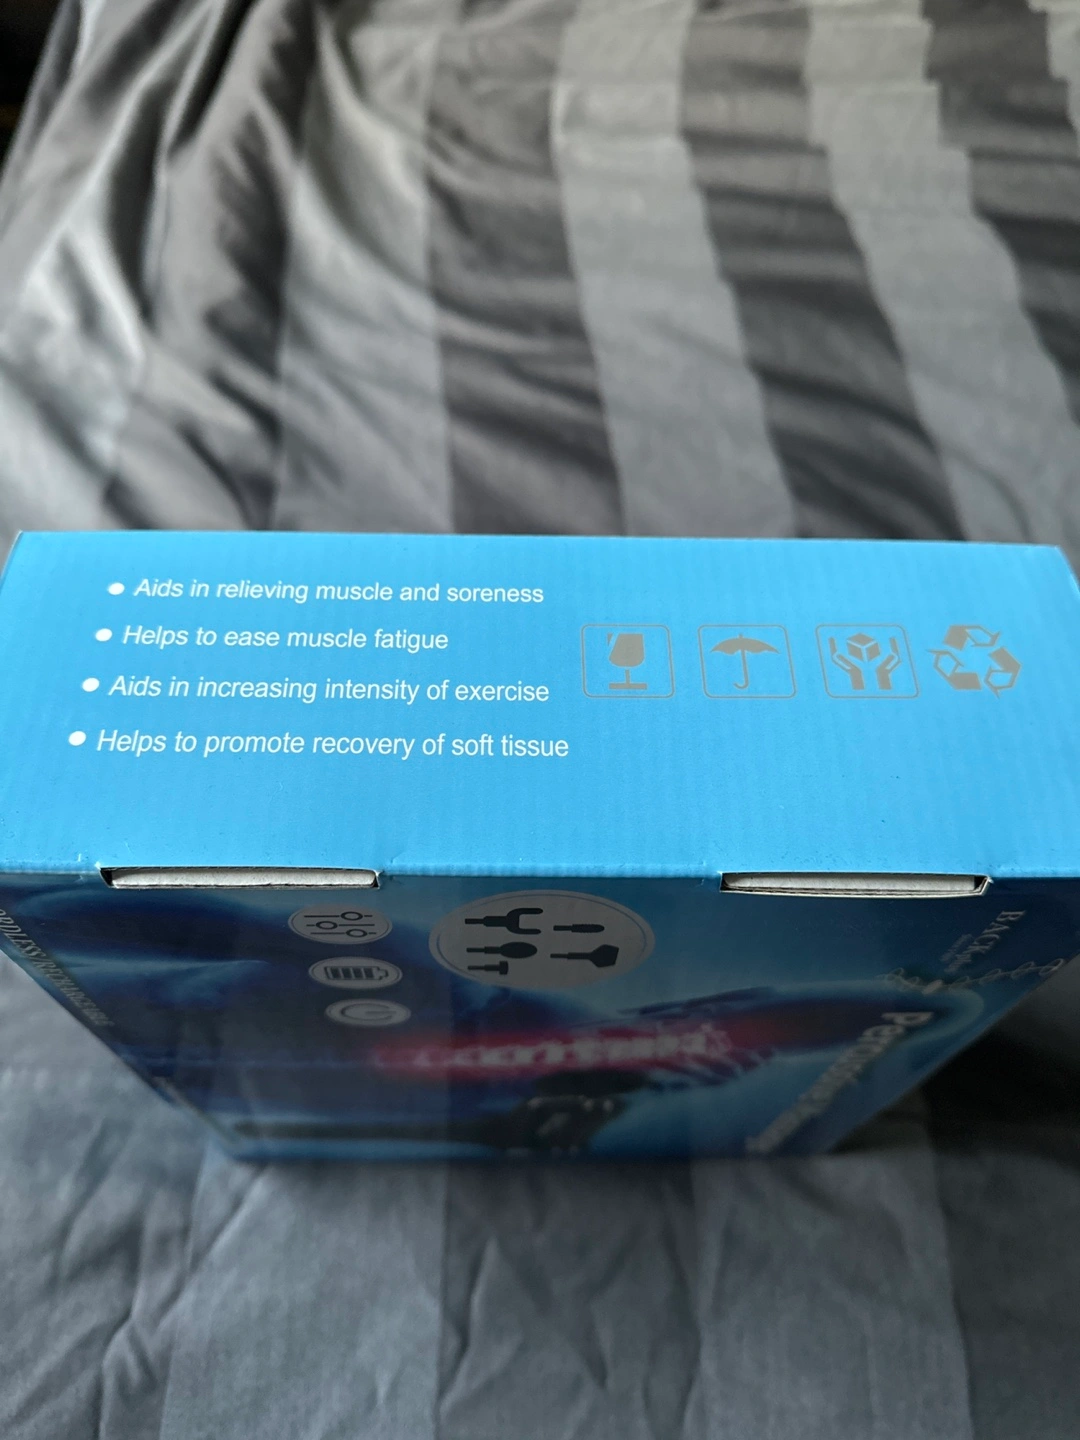 Aids in relieving muscle and soreness
Helps to ease muscle fatigue
Aids in increasing intensity of exercise
Helps to promote recovery of soft tissue
BACK